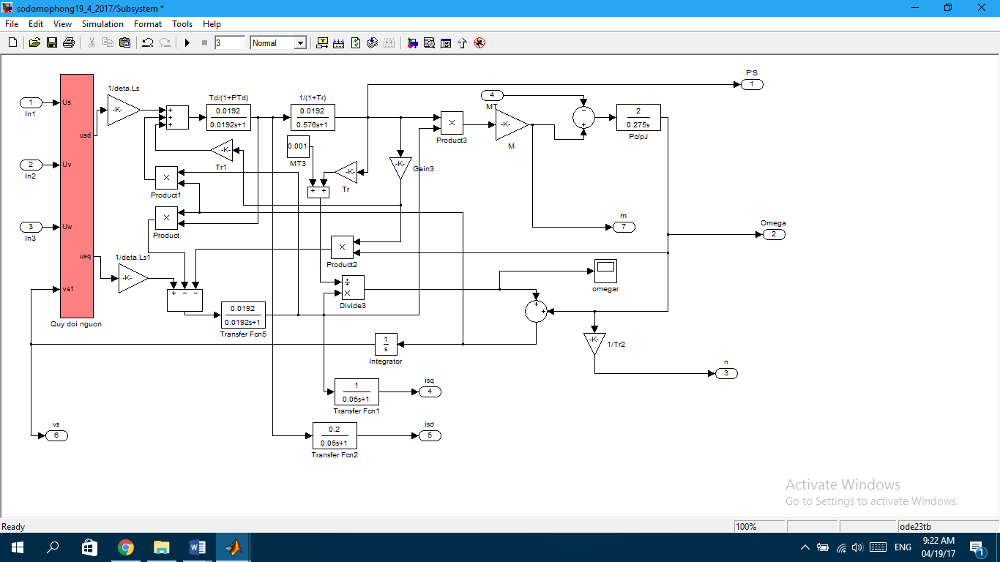 sodomophong19_4_2017/Subsystem *
File Edit View Simulation Format Tools Help
3 Normal
P'S
1
1/deta.Ls
-K-
1
In1
Us
usd
2
In2
Uv
3
In3
Uw
usq
vs1
Quy doi nguon
+
+
+
Td/(1+PTd)
0.0192
0.0192s+1
1/(1+Tr)
0.0192
0.576s+1
4
MT
×
Product3
-K-
M
−
+
2
0.275s
Pc/pJ
-K-
Tr1
0.001
MT3
-K-
Tr
-K-
Gain3
×
Product1
+ +
×
Product
m
7
Omega
2
×
Product2
1/deta.Ls1
-K-
+ − −
÷
×
Divide3
omegar
+
+
0.0192
0.0192s+1
Transfer Fcn5
1
s
Integrator
-K-
1/Tr2
n
3
1
0.05s+1
Transfer Fcn1
isq
4
vs
6
0.2
0.05s+1
Transfer Fcn2
isd
5
Activate Windows
Go to Settings to activate Windows.
Ready 100% ode23tb
ENG
9:22 AM
04/19/17
1